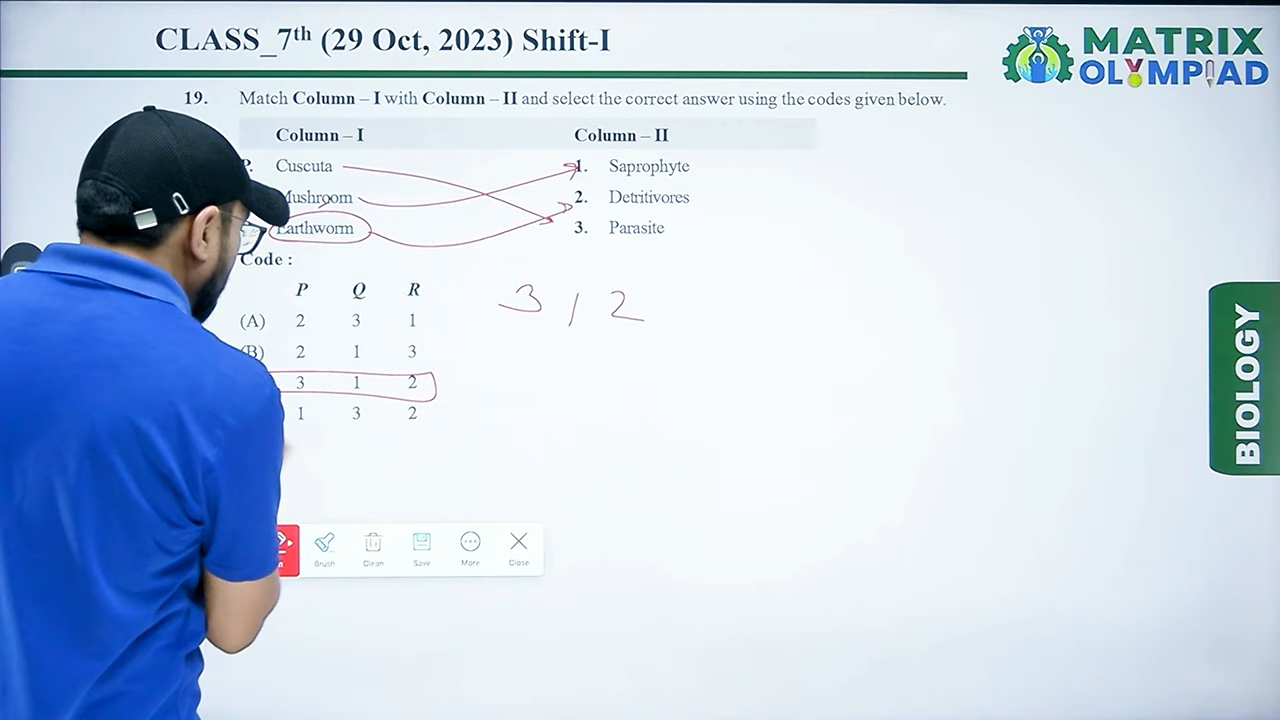 CLASS_7th (29 Oct, 2023) Shift-I
MATRIX
OLYMPIAD
19. Match Column – I with Column – II and select the correct answer using the codes given below.
Column – I Column – II
Cuscuta 1. Saprophyte
Mushroom 2. Detritivores
Earthworm 3. Parasite
Code :
P Q R
3 1 2
(A) 2 3 1
(B) 2 1 3
3 1 2
1 3 2
BIOLOGY
Brush Clean Save More Close